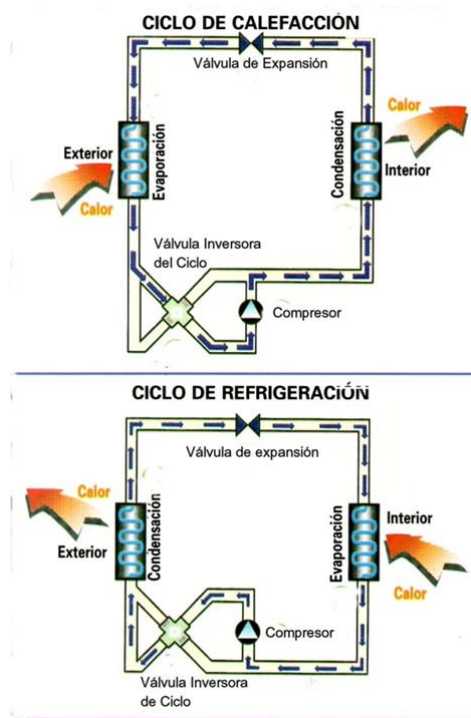 CICLO DE CALEFACCIÓN
Válvula de Expansión
Exterior
Calor
Evaporación
Condensación
Calor
Interior
Válvula Inversora
del Ciclo
Compresor
CICLO DE REFRIGERACIÓN
Válvula de expansión
Calor
Exterior
Condensación
Evaporación
Interior
Calor
Compresor
Válvula Inversora
de Ciclo